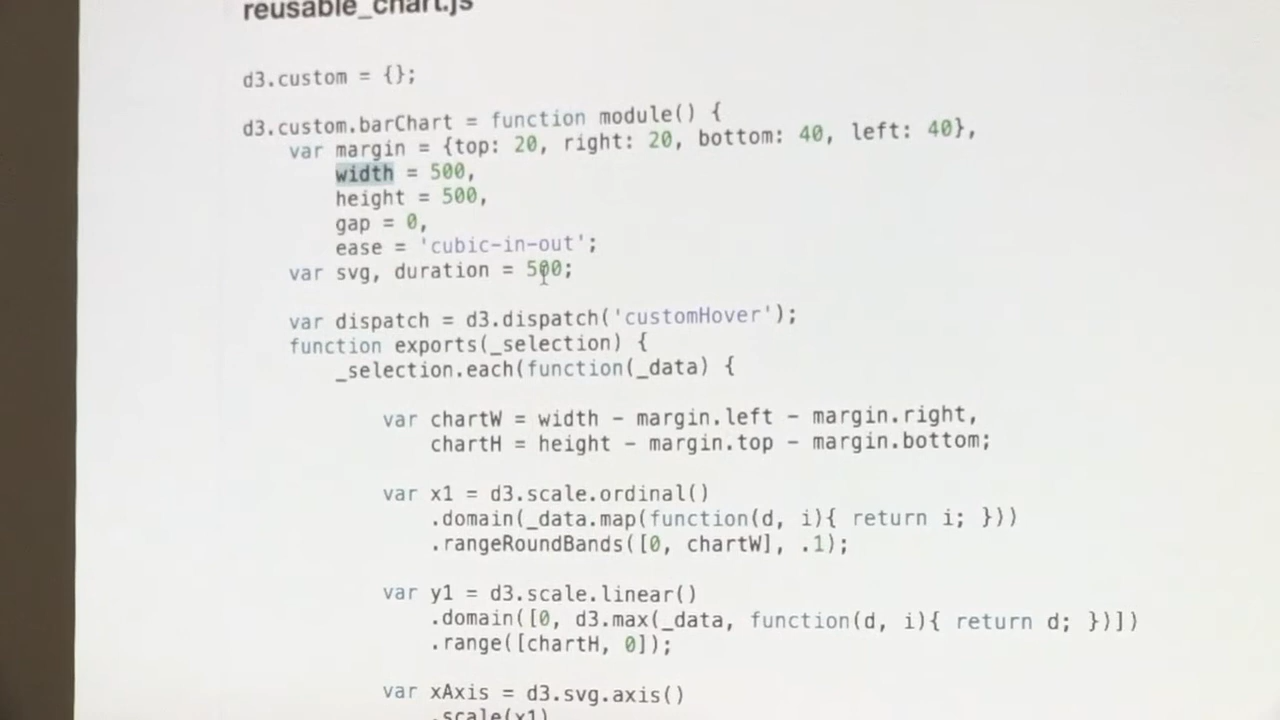 reusable_chart.js
d3.custom = {};
d3.custom.barChart = function module() {
var margin = {top: 20, right: 20, bottom: 40, left: 40},
width = 500,
height = 500,
gap = 0,
ease = 'cubic-in-out';
var svg, duration = 500;
var dispatch = d3.dispatch('customHover');
function exports(_selection) {
_selection.each(function(_data) {
var chartW = width - margin.left - margin.right,
chartH = height - margin.top - margin.bottom;
var x1 = d3.scale.ordinal()
.domain(_data.map(function(d, i){ return i; }))
.rangeRoundBands([0, chartW], .1);
var y1 = d3.scale.linear()
.domain([0, d3.max(_data, function(d, i){ return d; })])
.range([chartH, 0]);
var xAxis = d3.svg.axis()
.scale(x1)